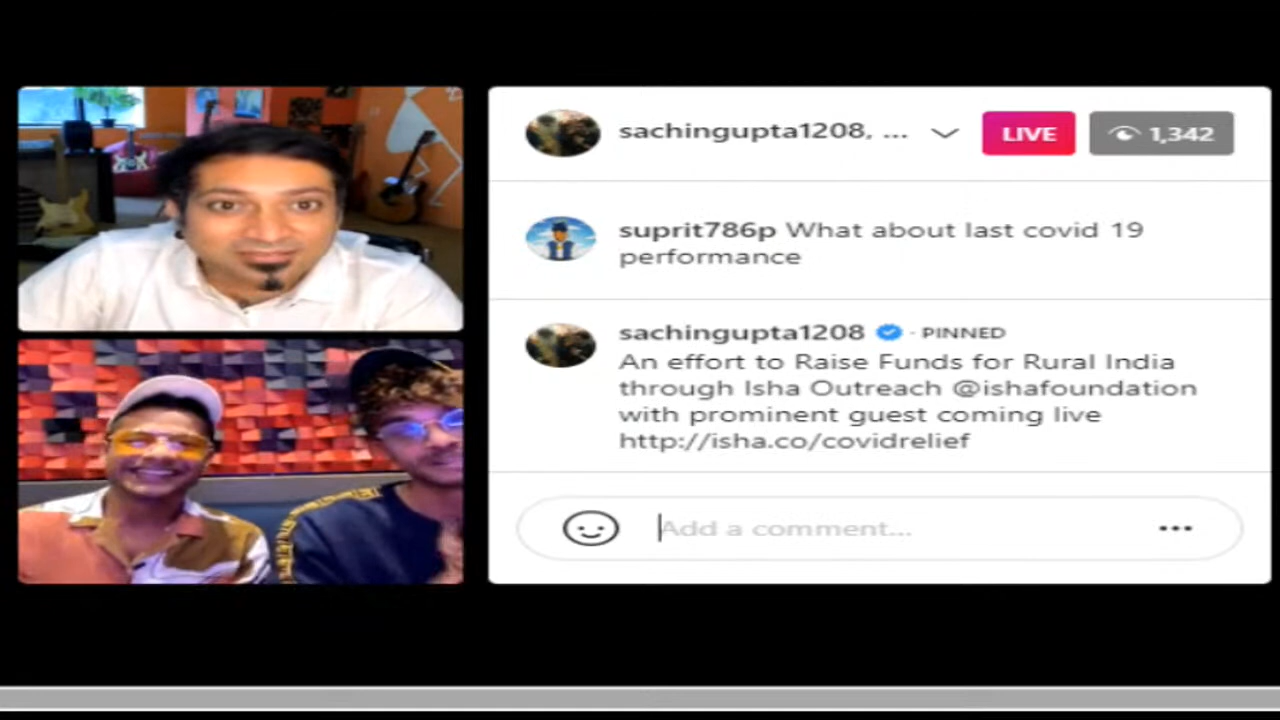 sachingupta1208, ...
LIVE
1,342
suprit786p What about last covid 19
performance
sachingupta1208 · PINNED
An effort to Raise Funds for Rural India
through Isha Outreach @ishafoundation
with prominent guest coming live
http://isha.co/covidrelief
Add a comment...